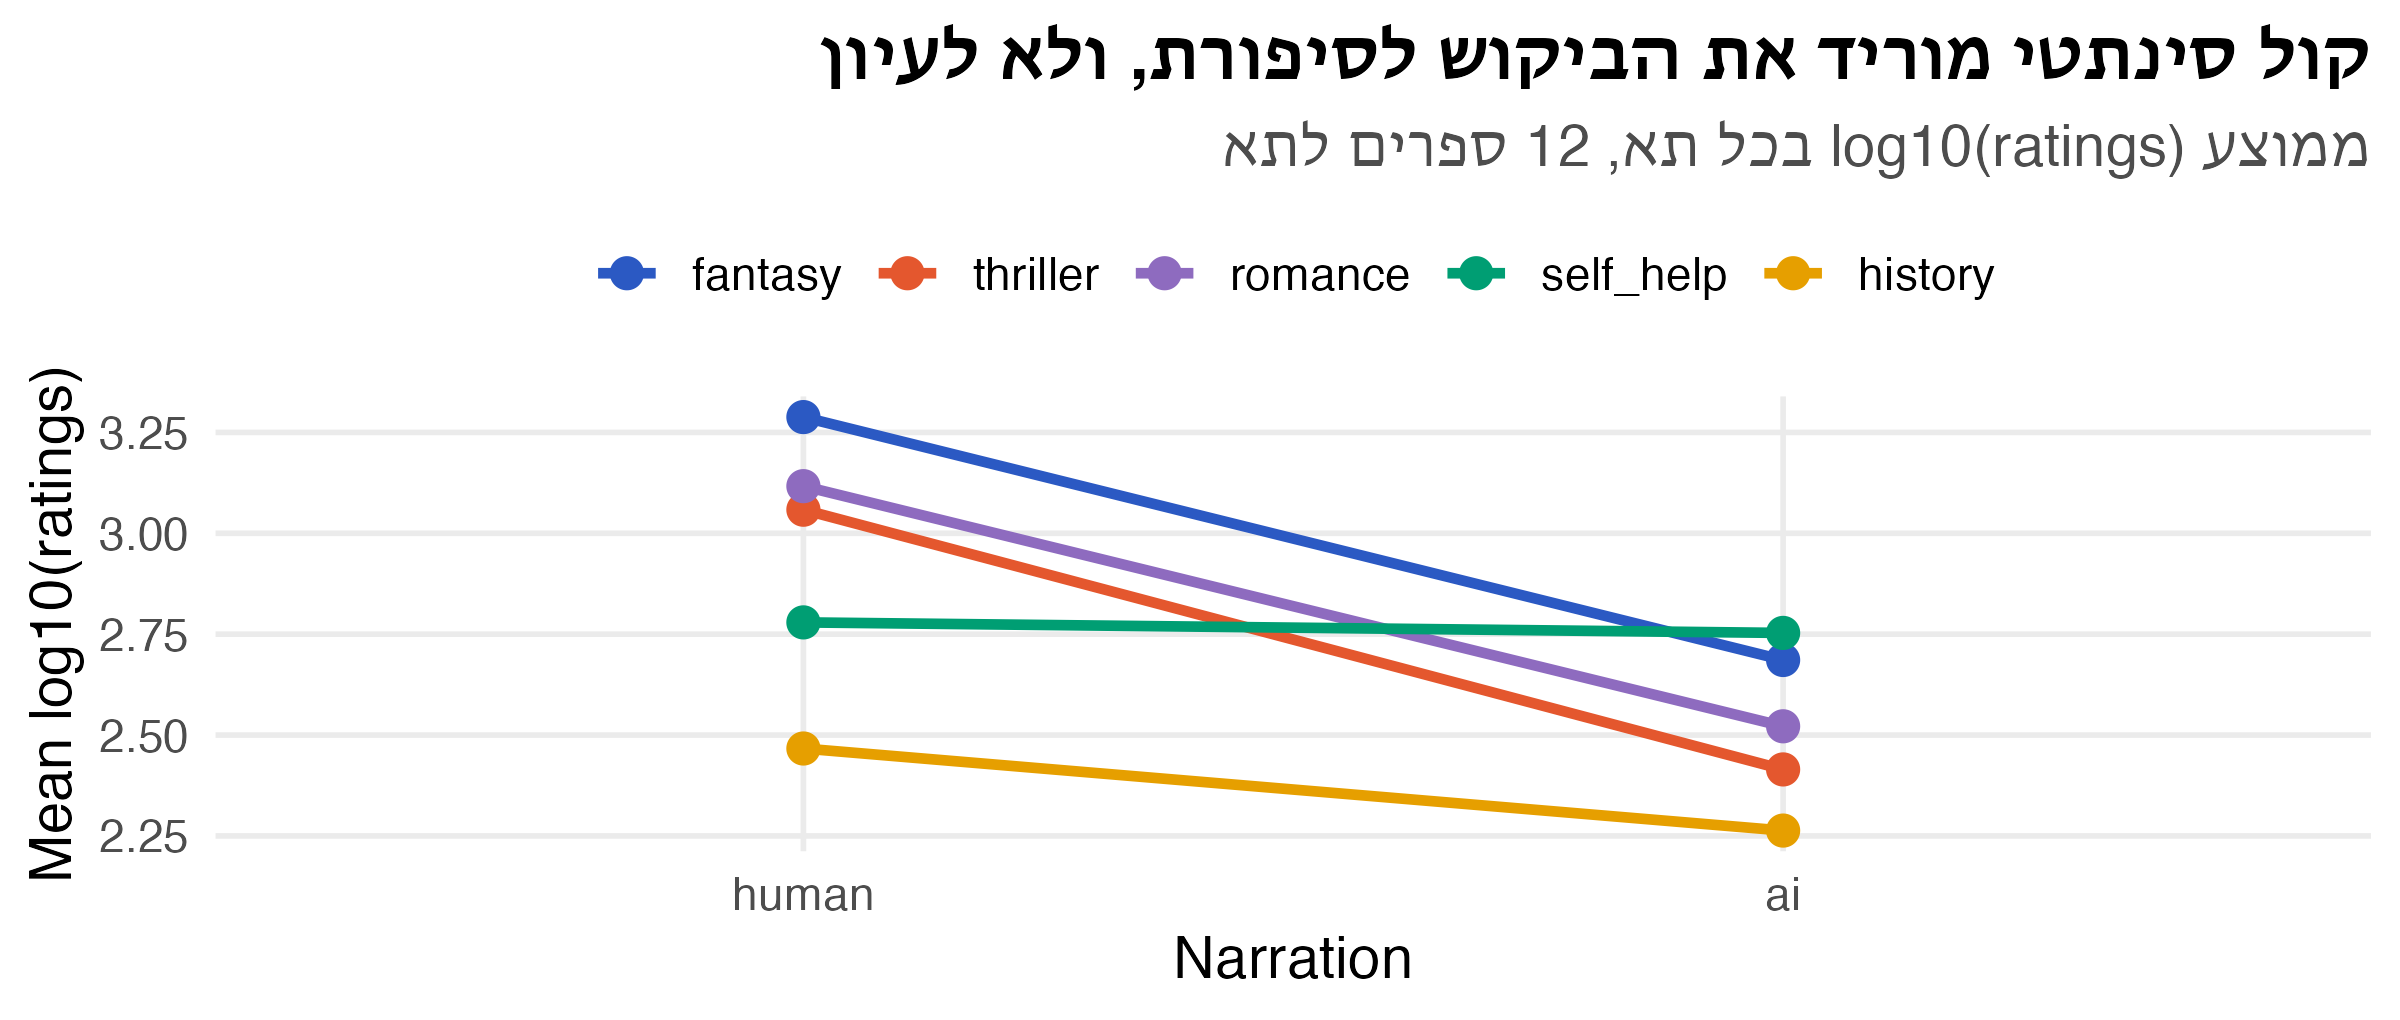 קול סינתטי מוריד את הביקוש לסיפורת, ולא לעיון
ממוצע log10(ratings) בכל תא, 12 ספרים לתא
fantasy thriller romance self_help history
Mean log10(ratings)
3.25
3.00
2.75
2.50
2.25
human ai
Narration